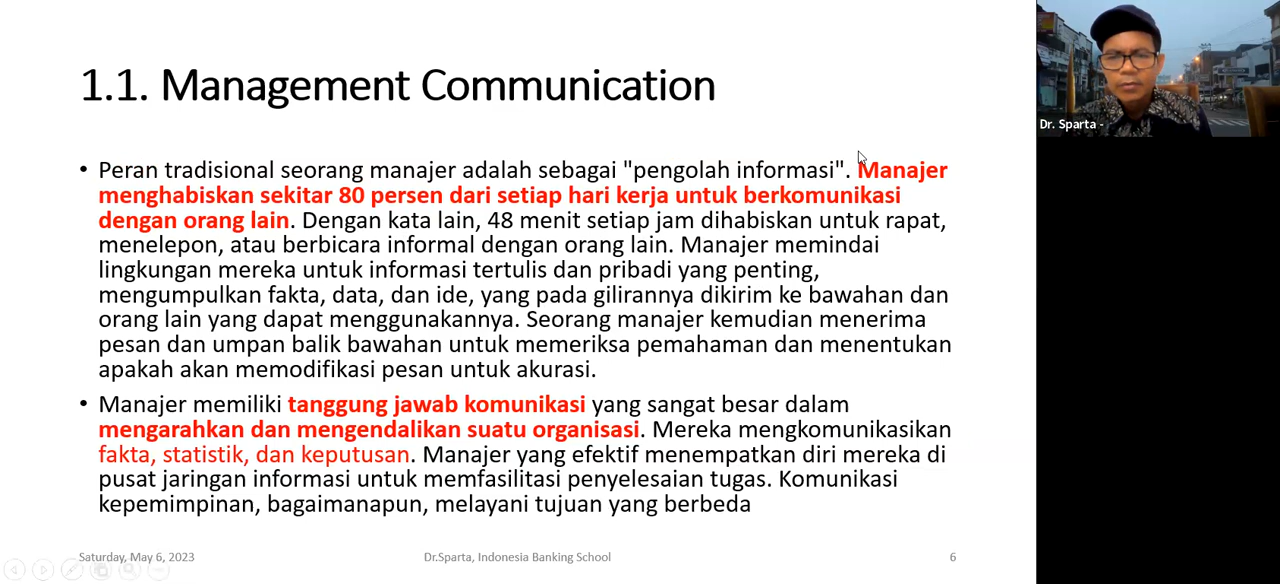 1.1. Management Communication
• Peran tradisional seorang manajer adalah sebagai "pengolah informasi". Manajer
menghabiskan sekitar 80 persen dari setiap hari kerja untuk berkomunikasi
dengan orang lain. Dengan kata lain, 48 menit setiap jam dihabiskan untuk rapat,
menelepon, atau berbicara informal dengan orang lain. Manajer memindai
lingkungan mereka untuk informasi tertulis dan pribadi yang penting,
mengumpulkan fakta, data, dan ide, yang pada gilirannya dikirim ke bawahan dan
orang lain yang dapat menggunakannya. Seorang manajer kemudian menerima
pesan dan umpan balik bawahan untuk memeriksa pemahaman dan menentukan
apakah akan memodifikasi pesan untuk akurasi.
• Manajer memiliki tanggung jawab komunikasi yang sangat besar dalam
mengarahkan dan mengendalikan suatu organisasi. Mereka mengkomunikasikan
fakta, statistik, dan keputusan. Manajer yang efektif menempatkan diri mereka di
pusat jaringan informasi untuk memfasilitasi penyelesaian tugas. Komunikasi
kepemimpinan, bagaimanapun, melayani tujuan yang berbeda
Saturday, May 6, 2023
Dr.Sparta, Indonesia Banking School
6
Dr. Sparta -